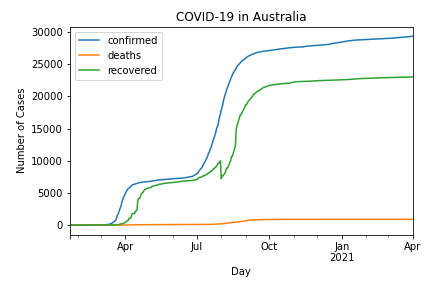 COVID-19 in Australia
confirmed
deaths
recovered
Number of Cases
30000
25000
20000
15000
10000
5000
0
Apr
Jul
Oct
Jan
2021
Apr
Day